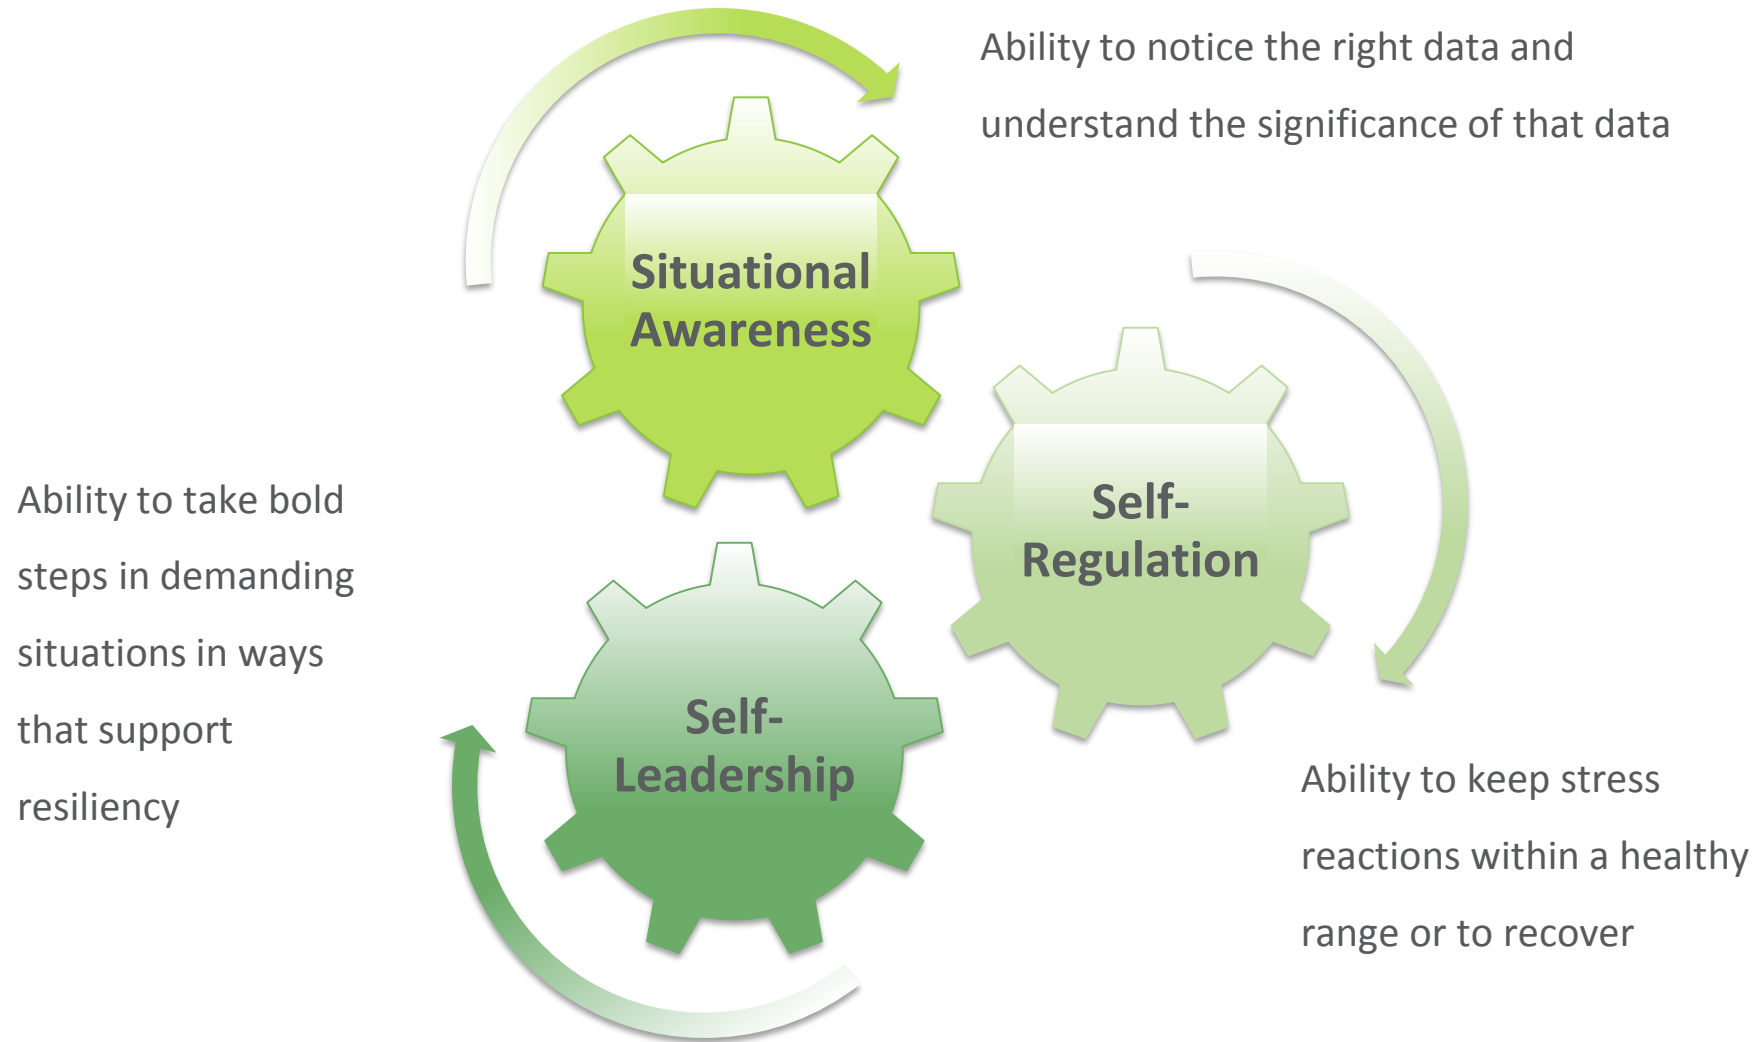 Ability to notice the right data and
understand the significance of that data
Situational
Awareness
Self-
Regulation
Ability to keep stress
reactions within a healthy
range or to recover
Self-
Leadership
Ability to take bold
steps in demanding
situations in ways
that support
resiliency